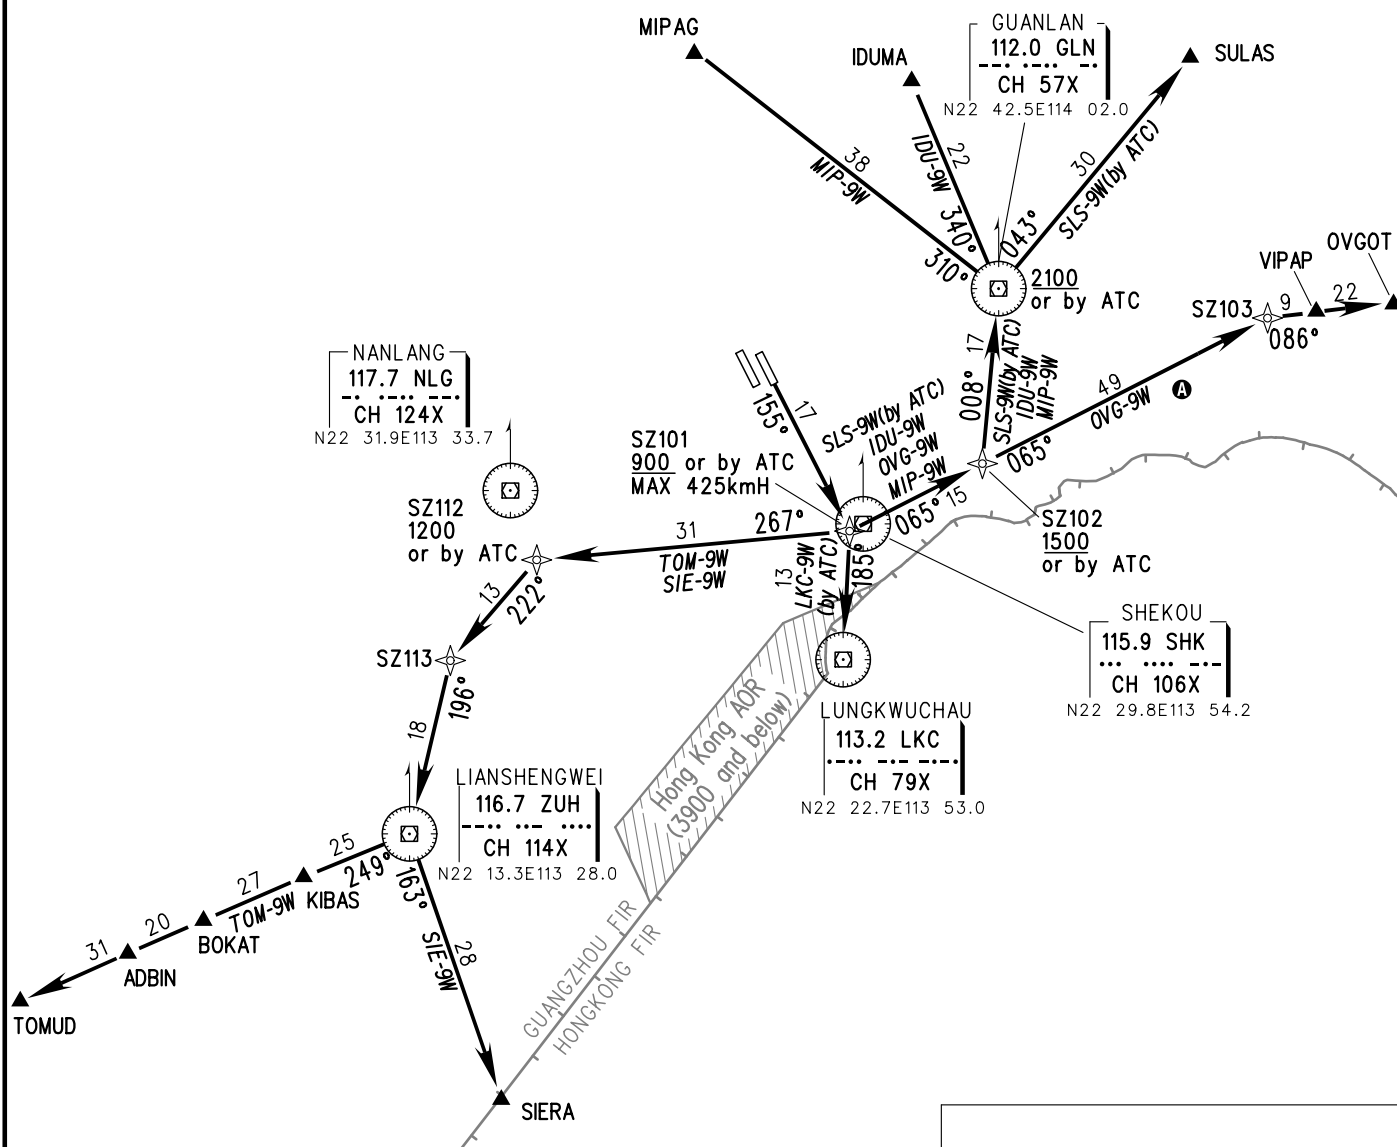 MIPAG
GUANLAN
112.0 GLN
CH 57X
N22 42.5E114 02.0
IDUMA
SULAS
38
MIP-9W
22
IDU-9W
30
SLS-9W(by ATC)
310°
340°
043°
2100
or by ATC
OVGOT
VIPAP
SZ103
9
22
086°
NANLANG
117.7 NLG
CH 124X
N22 31.9E113 33.7
17
155°
17
008°
SLS-9W(by ATC)
IDU-9W
MIP-9W
49
OVG-9W
A
065°
SLS-9W(by ATC)
IDU-9W
OVG-9W
MIP-9W
15
065°
SZ101
900 or by ATC
MAX 425kmH
SZ112
1200
or by ATC
31
267°
TOM-9W
SIE-9W
13
LKC-9W
(by ATC)
185°
SZ102
1500
or by ATC
13
222°
SHEKOU
115.9 SHK
CH 106X
N22 29.8E113 54.2
SZ113
196°
18
Hong Kong AOR
(3900 and below)
LUNGKWUCHAU
113.2 LKC
CH 79X
N22 22.7E113 53.0
LIANSHENGWEI
116.7 ZUH
CH 114X
N22 13.3E113 28.0
25
249°
163°
27
TOM-9W
KIBAS
20
BOKAT
31
ADBIN
28
SIE-9W
TOMUD
GUANGZHOU FIR
HONGKONG FIR
SIERA